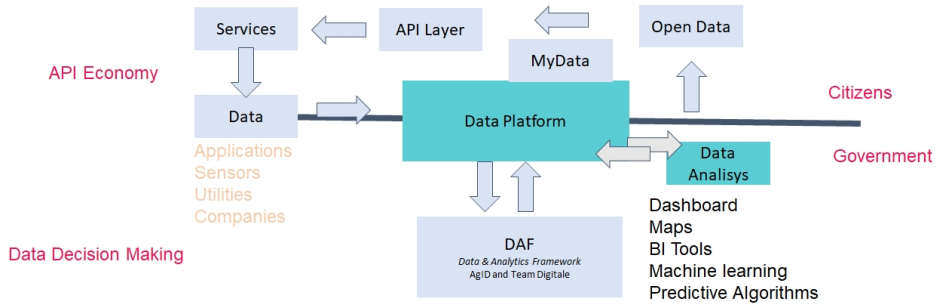 Services
API Layer
Open Data
MyData
API Economy
Citizens
Data
Data Platform
Government
Applications
Sensors
Utilities
Companies
Data
Analisys
Dashboard
Maps
BI Tools
Machine learning
Predictive Algorithms
Data Decision Making
DAF
Data & Analytics Framework
AgID and Team Digitale